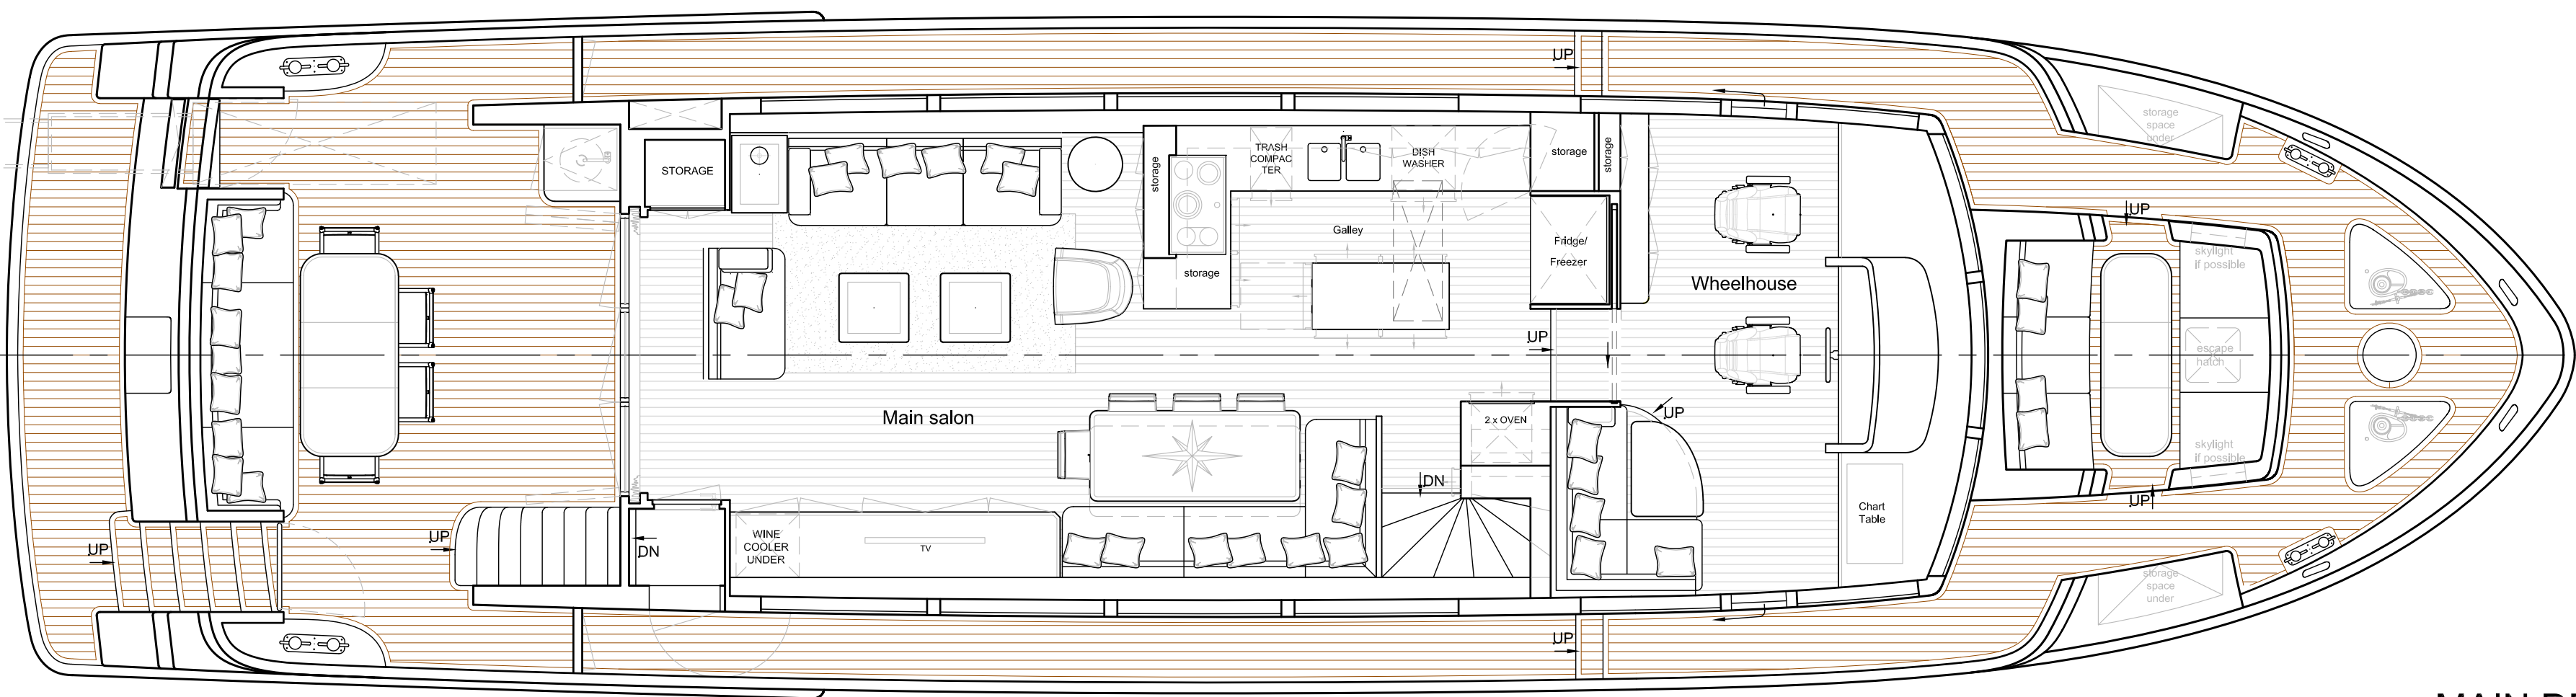 UP
storage
space
under
STORAGE
storage
TRASH
COMPAC
TER
DISH
WASHER
storage
storage
UP
Galley
Fridge/
Freezer
storage
Wheelhouse
skylight
if possible
UP
escape
hatch
Main salon
2 x OVEN
UP
skylight
if possible
DN
UP
Chart
Table
UP
UP
DN
WINE
COOLER
UNDER
TV
storage
space
under
UP